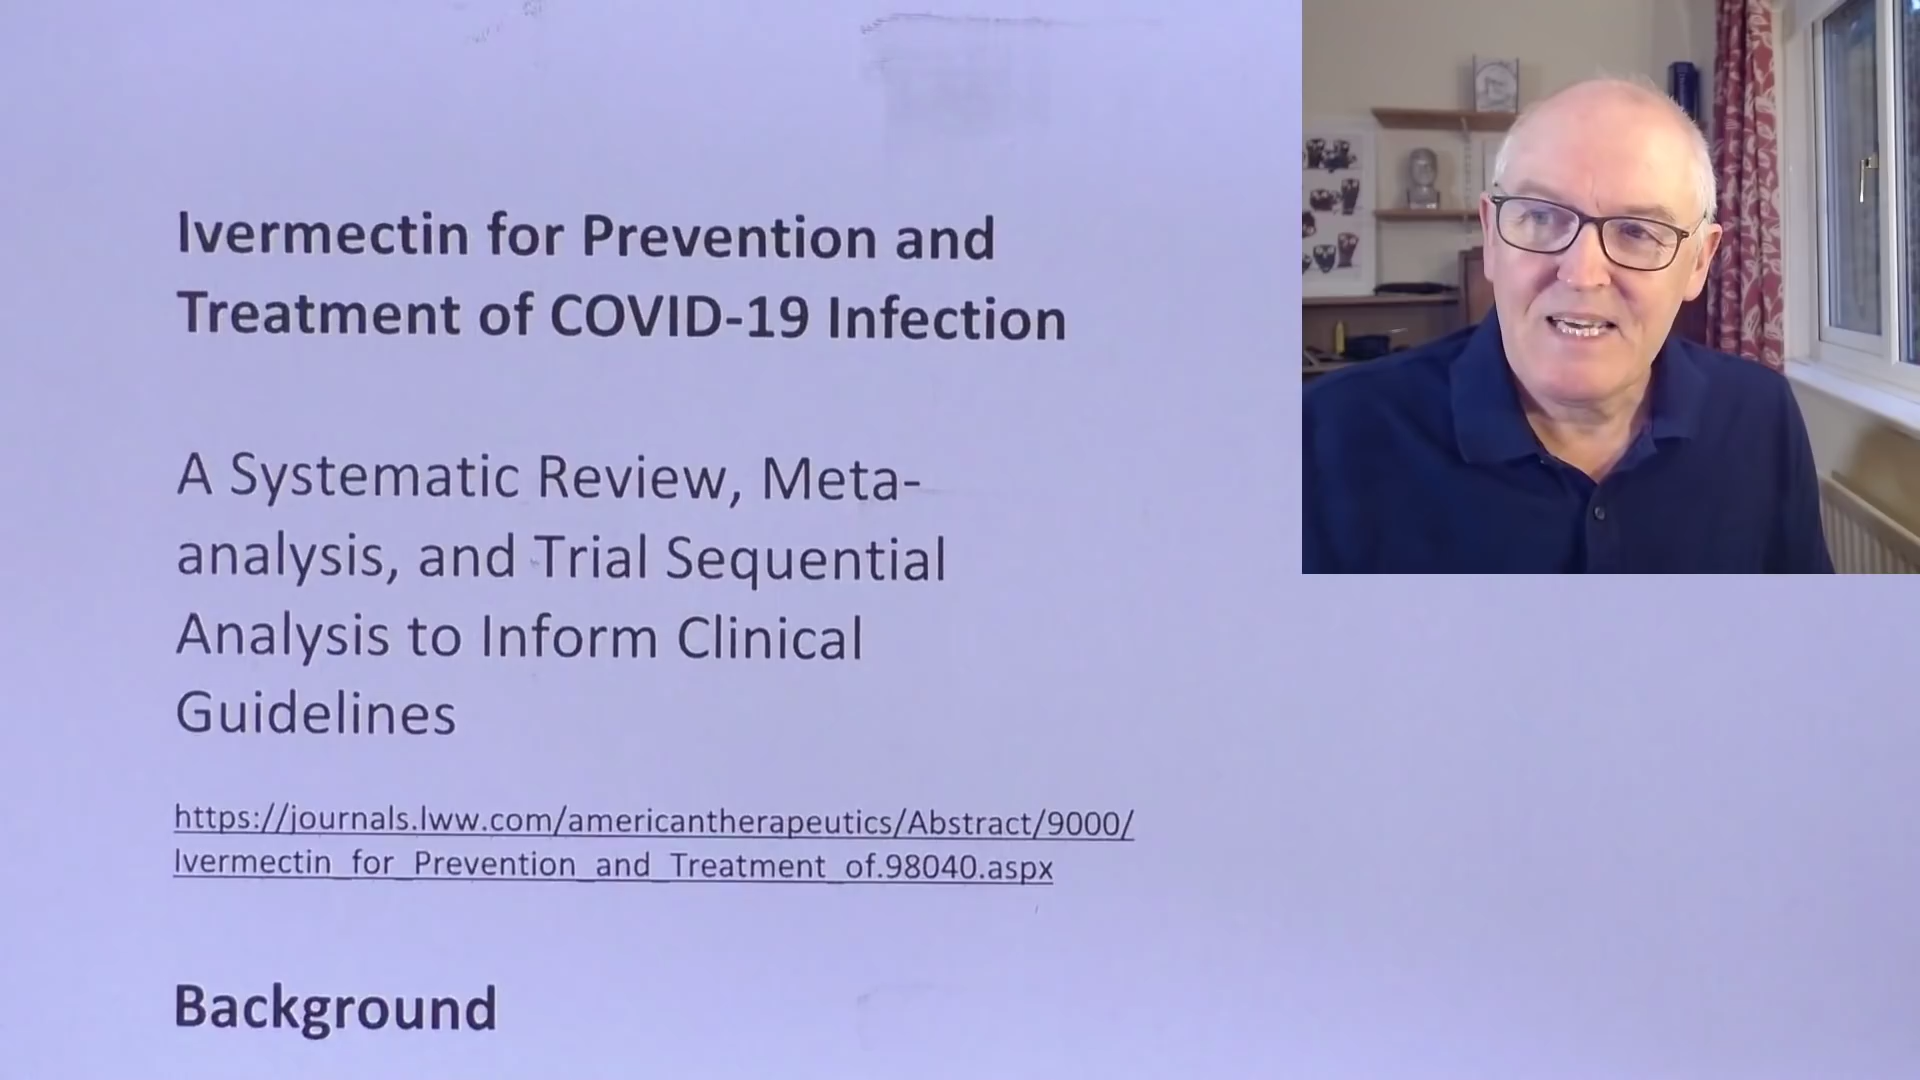 Ivermectin for Prevention and
Treatment of COVID-19 Infection
A Systematic Review, Meta-
analysis, and Trial Sequential
Analysis to Inform Clinical
Guidelines
https://journals.lww.com/americantherapeutics/Abstract/9000/
Ivermectin_for_Prevention_and_Treatment_of.98040.aspx
Background